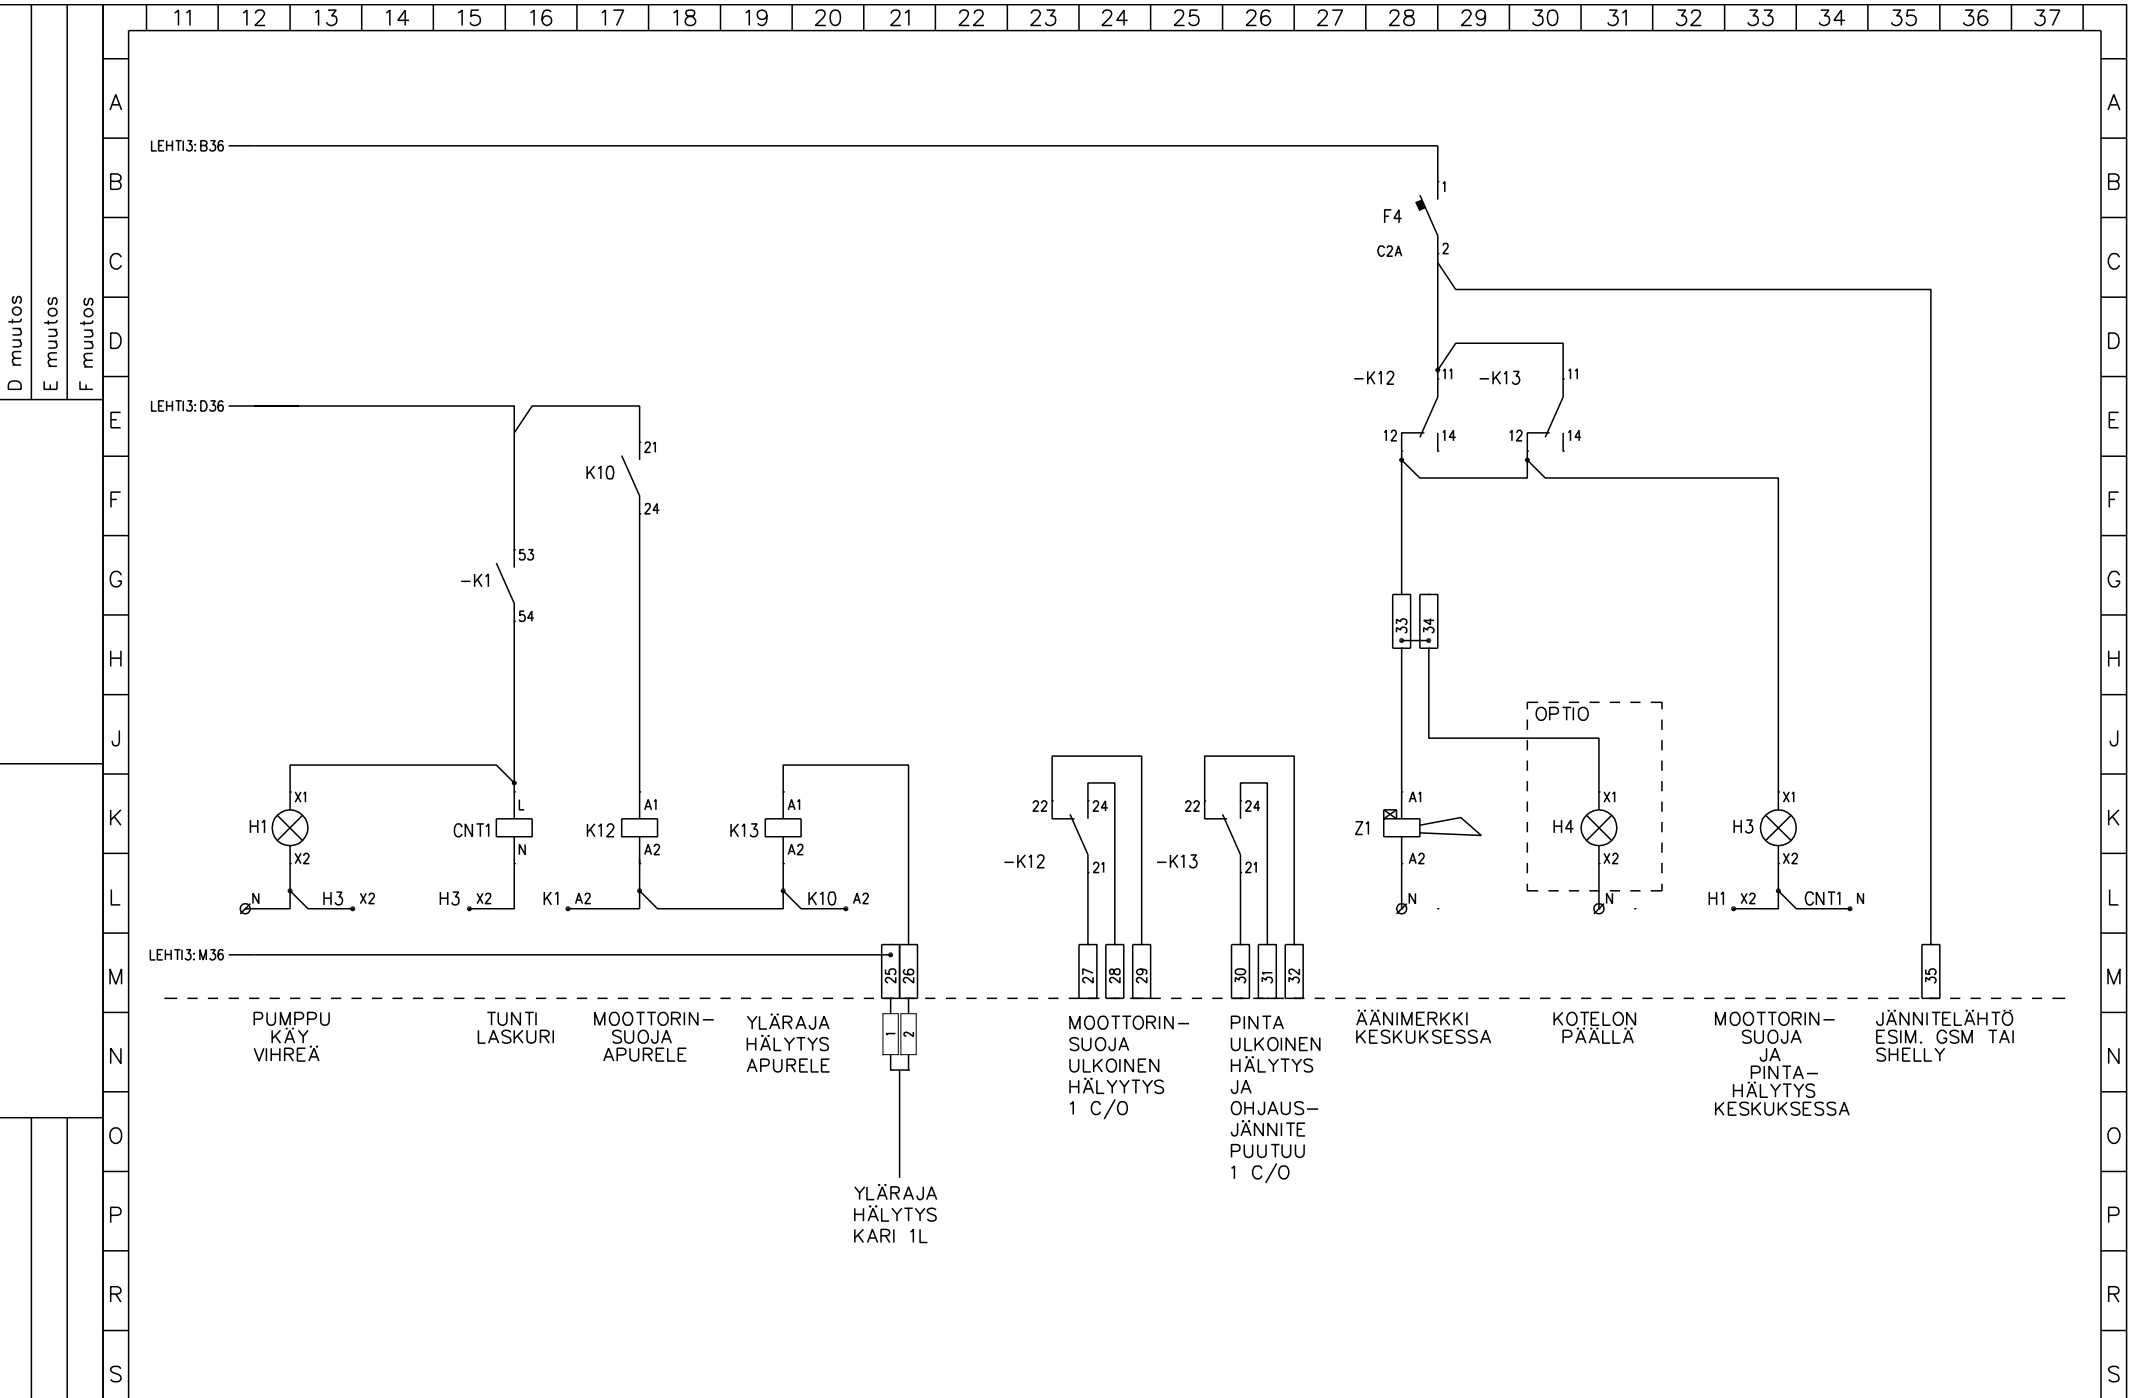 11 12 13 14 15 16 17 18 19 20 21 22 23 24 25 26 27 28 29 30 31 32 33 34 35 36 37
A A
LEHTI3:B36
B B
1
F4
C2A 2
C C
D muutos
E muutos
F muutos
D D
-K12 11 -K13 11
LEHTI3:D36
E E
12 14 12 14
21
K10
24
F F
53
-K1
54
G G
33 34
H H
OPTIO
J J
X1 L A1 A1 22 24 22 24 A1 X1 X1
K K
H1 CNT1 K12 K13 Z1 H4 H3
X2 N A2 A2 -K12 21 -K13 21 A2 X2 X2
L L
N H3 X2 H3 X2 K1 A2 K10 A2 N N H1 X2 CNT1 N
LEHTI3:M36
M M
25 26 27 28 29 30 31 32 35
1 2
N N
PUMPPU
KÄY
VIHREÄ
TUNTI
LASKURI
MOOTTORIN-
SUOJA
APURELE
YLÄRAJA
HÄLYTYS
APURELE
MOOTTORIN-
SUOJA
ULKOINEN
HÄLYYTYS
1 C/O
PINTA
ULKOINEN
HÄLYTYS
JA
OHJAUS-
JÄNNITE
PUUTUU
1 C/O
ÄÄNIMERKKI
KESKUKSESSA
KOTELON
PÄÄLLÄ
MOOTTORIN-
SUOJA
JA
PINTA-
HÄLYTYS
KESKUKSESSA
JÄNNITELÄHTÖ
ESIM. GSM TAI
SHELLY
O O
YLÄRAJA
HÄLYTYS
KARI 1L
P P
R R
S S